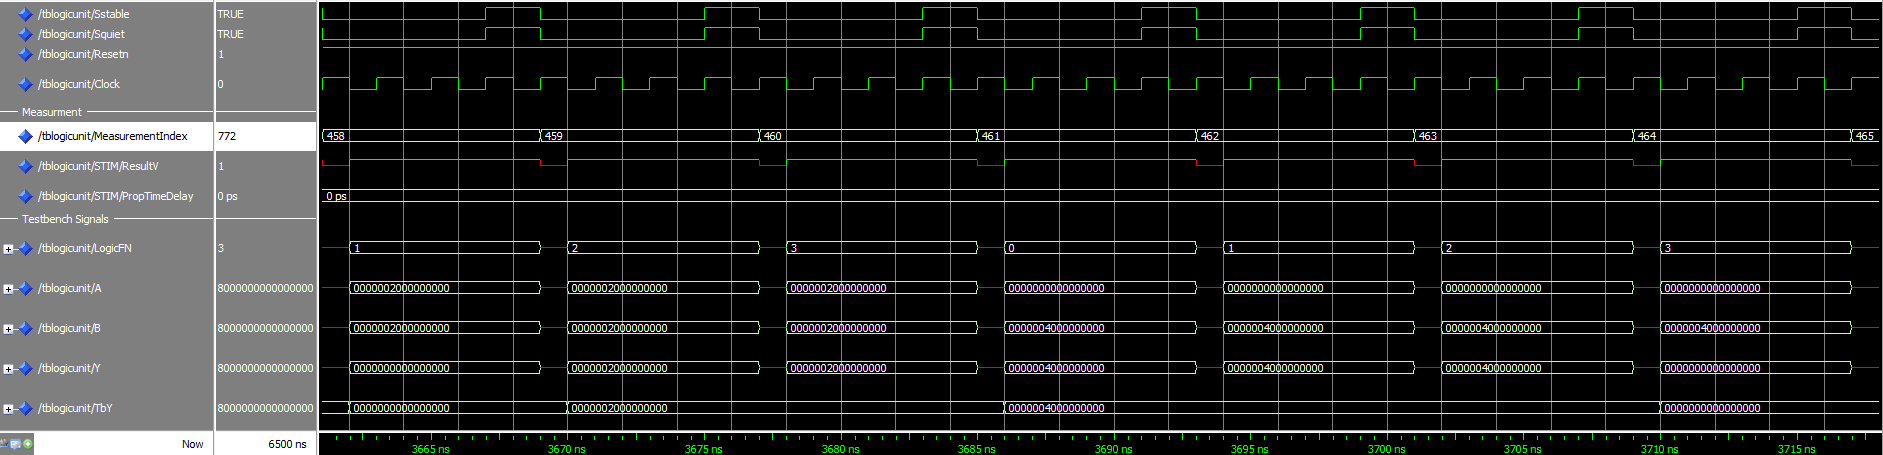 /tblogicunit/Sstable TRUE
/tblogicunit/Squiet TRUE
/tblogicunit/Resetn 1
/tblogicunit/Clock 0
Measurment
/tblogicunit/MeasurementIndex 772 458 459 460 461 462 463 464 465
/tblogicunit/STIM/ResultV 1
/tblogicunit/STIM/PropTimeDelay 0 ps 0 ps
Testbench Signals
/tblogicunit/LogicFN 3 1 2 3 0 1 2 3
/tblogicunit/A 8000000000000000 0000002000000000 0000002000000000 0000002000000000 0000000000000000 0000000000000000 0000000000000000 0000000000000000
/tblogicunit/B 8000000000000000 0000002000000000 0000002000000000 0000002000000000 0000004000000000 0000004000000000 0000004000000000 0000004000000000
/tblogicunit/Y 8000000000000000 0000000000000000 0000002000000000 0000002000000000 0000004000000000 0000004000000000 0000004000000000 0000000000000000
/tblogicunit/TbY 8000000000000000 0000000000000000 0000002000000000 0000004000000000 0000000000000000
Now 6500 ns 3665 ns 3670 ns 3675 ns 3680 ns 3685 ns 3690 ns 3695 ns 3700 ns 3705 ns 3710 ns 3715 ns